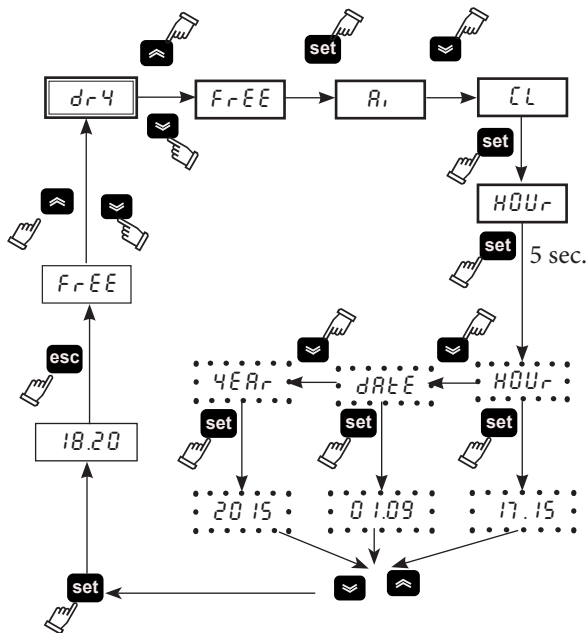 set
dr4 FrEE Ai CL
set
HOUr
set 5 sec.
FrEE
esc
YEAr dAtE HOUr
set set set
18.20
2015 01.09 17.15
set